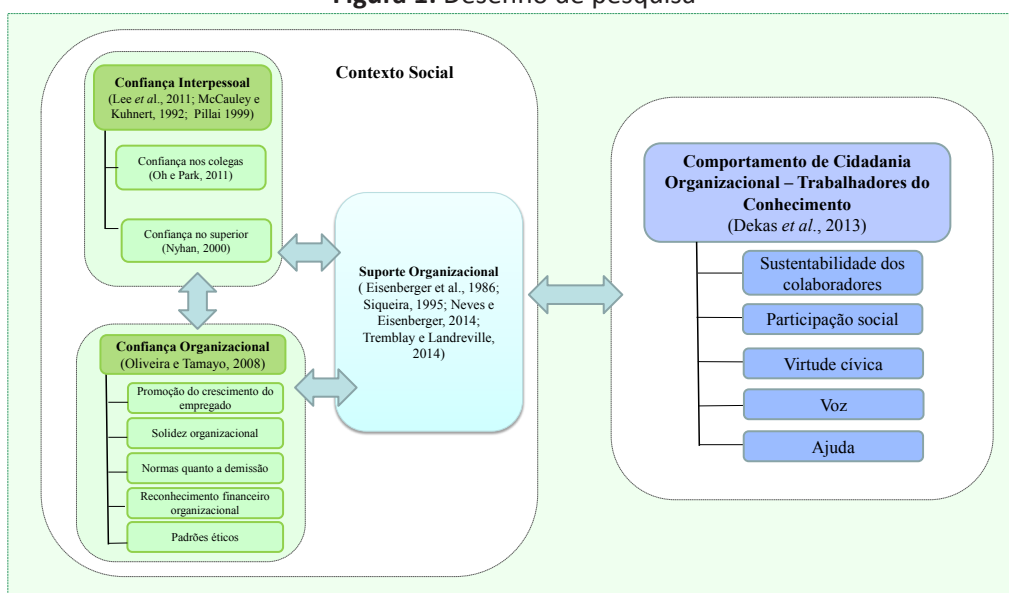 Figura 1: Desenho de pesquisa
Contexto Social
Confiança Interpessoal
(Lee et al., 2011; McCauley e
Kuhnert, 1992; Pillai 1999)
Confiança nos colegas
(Oh e Park, 2011)
Confiança no superior
(Nyhan, 2000)
Confiança Organizacional
(Oliveira e Tamayo, 2008)
Promoção do crescimento do
empregado
Solidez organizacional
Normas quanto a demissão
Reconhecimento financeiro
organizacional
Padrões éticos
Suporte Organizacional
( Eisenberger et al., 1986;
Siqueira, 1995; Neves e
Eisenberger, 2014;
Tremblay e Landreville,
2014)
Comportamento de Cidadania
Organizacional – Trabalhadores do
Conhecimento
(Dekas et al., 2013)
Sustentabilidade dos
colaboradores
Participação social
Virtude cívica
Voz
Ajuda